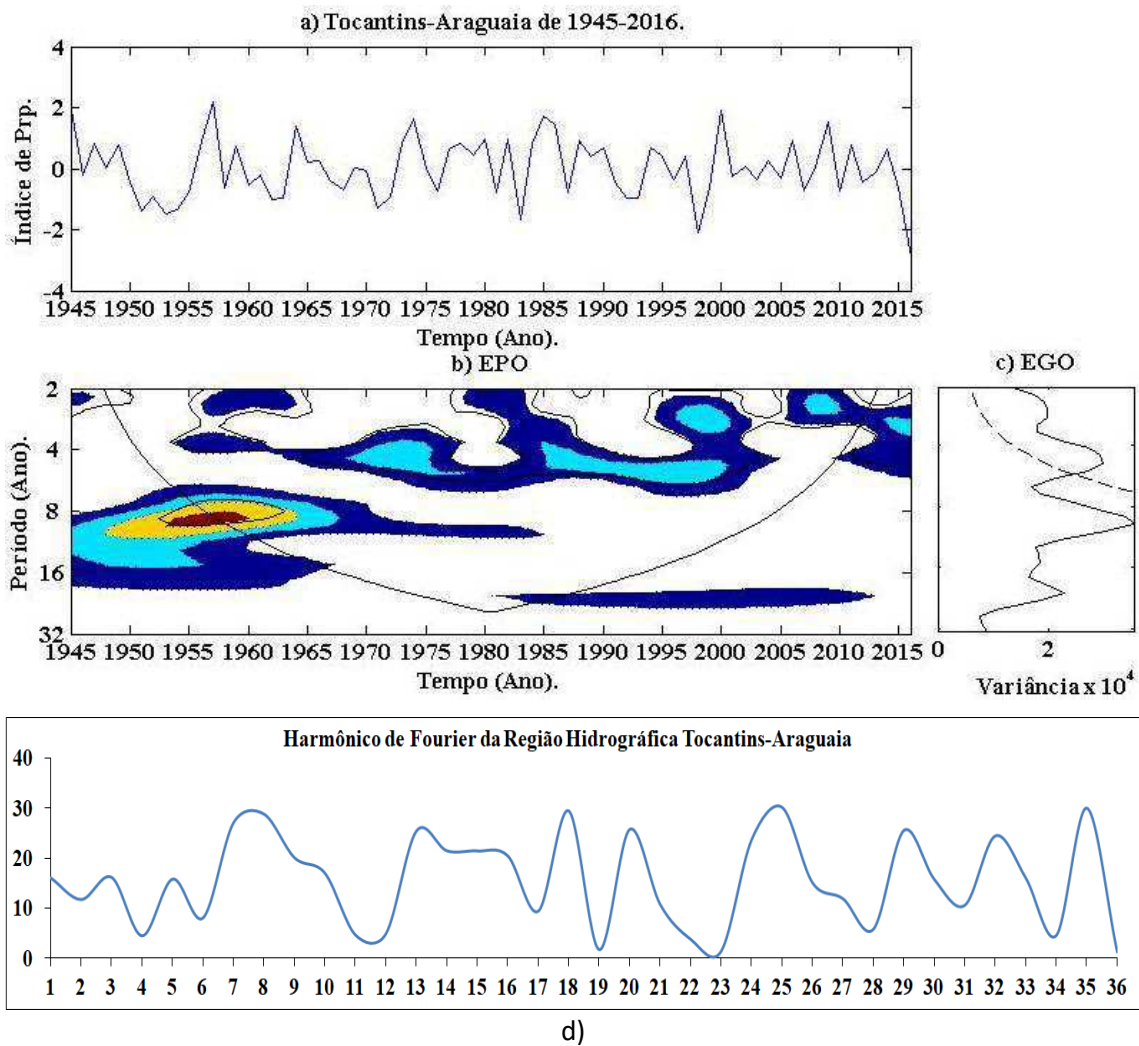 a) Tocantins-Araguaia de 1945-2016.
Índice de Prp.
4
2
0
-2
-4
1945 1950 1955 1960 1965 1970 1975 1980 1985 1990 1995 2000 2005 2010 2015
Tempo (Ano).
b) EPO
c) EGO
Período (Ano).
2
4
8
16
32
1945 1950 1955 1960 1965 1970 1975 1980 1985 1990 1995 2000 2005 2010 2015
Tempo (Ano).
0 2
Variância x 10⁴
Harmônico de Fourier da Região Hidrográfica Tocantins-Araguaia
40
30
20
10
0
1 2 3 4 5 6 7 8 9 10 11 12 13 14 15 16 17 18 19 20 21 22 23 24 25 26 27 28 29 30 31 32 33 34 35 36
d)